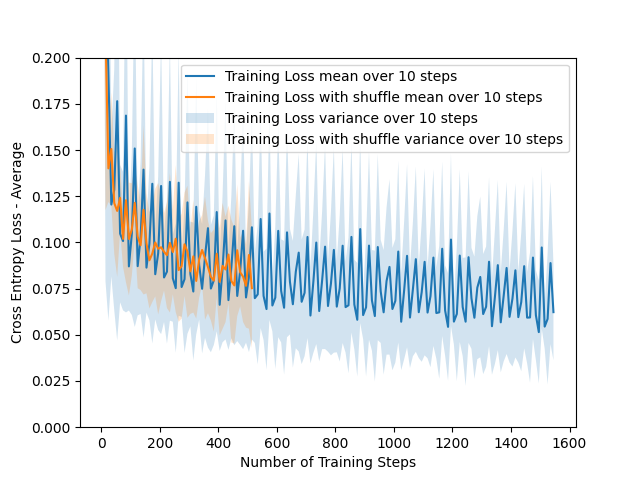 0.200
0.175
0.150
0.125
0.100
0.075
0.050
0.025
0.000
Cross Entropy Loss - Average
Training Loss mean over 10 steps
Training Loss with shuffle mean over 10 steps
Training Loss variance over 10 steps
Training Loss with shuffle variance over 10 steps
0 200 400 600 800 1000 1200 1400 1600
Number of Training Steps